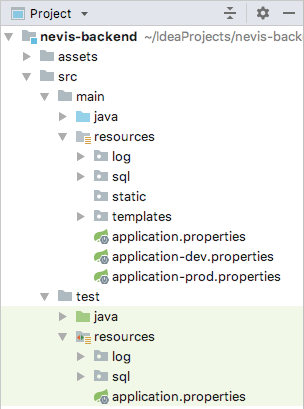 Project
nevis-backend ~/IdeaProjects/nevis-back
assets
src
main
java
resources
log
sql
static
templates
application.properties
application-dev.properties
application-prod.properties
test
java
resources
log
sql
application.properties